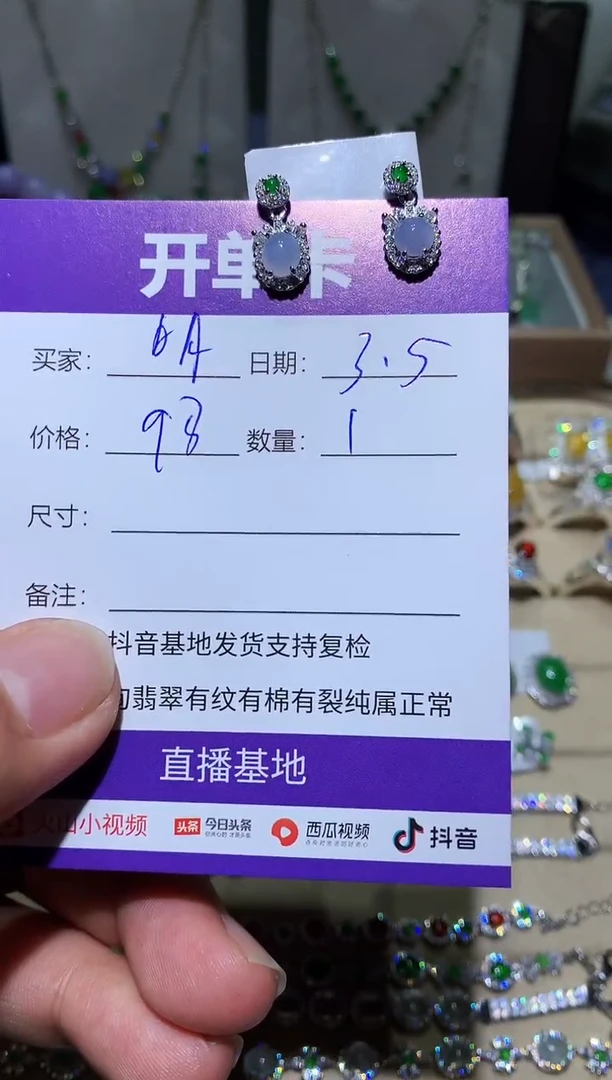 开单卡
买家： 日期：3.5
价格：98 数量：1
尺寸：
备注：
抖音基地发货支持复检
翡翠有纹有棉有裂纯属正常
直播基地
火山小视频 头条 今日头条 西瓜视频 抖音